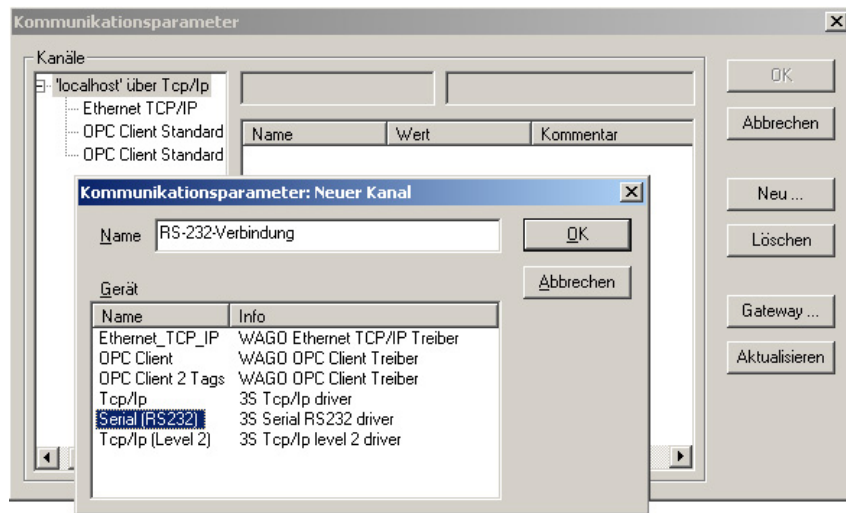 Kommunikationsparameter
Kanäle
'localhost' über Tcp/Ip
Ethernet TCP/IP
OPC Client Standard
OPC Client Standard
Name Wert Kommentar
OK
Abbrechen
Neu ...
Löschen
Gateway ...
Aktualisieren
Kommunikationsparameter: Neuer Kanal
Name RS-232-Verbindung
OK
Abbrechen
Gerät
Name Info
Ethernet_TCP_IP WAGO Ethernet TCP/IP Treiber
OPC Client WAGO OPC Client Treiber
OPC Client 2 Tags WAGO OPC Client Treiber
Tcp/Ip 3S Tcp/Ip driver
Serial (RS232) 3S Serial RS232 driver
Tcp/Ip (Level 2) 3S Tcp/Ip level 2 driver